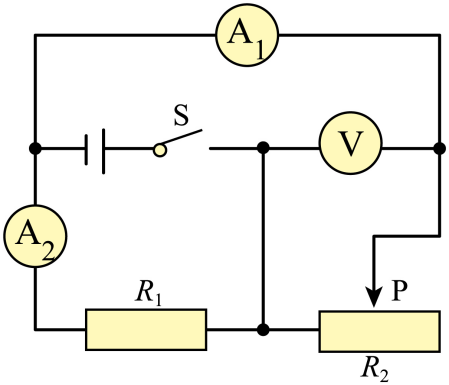 A₁
S
V
A₂
R₁
P
R₂